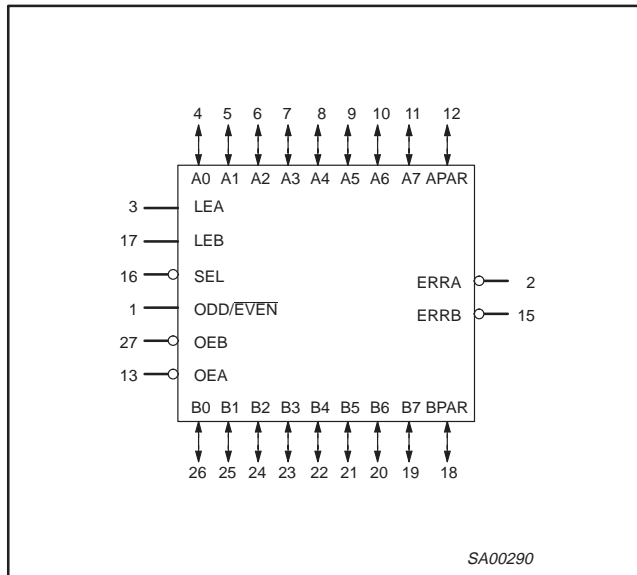 4 5 6 7 8 9 10 11 12
A0 A1 A2 A3 A4 A5 A6 A7 APAR
3 LEA
17 LEB
16 SEL
ERRA 2
1 ODD/EVEN
ERRB 15
27 OEB
13 OEA
B0 B1 B2 B3 B4 B5 B6 B7 BPAR
26 25 24 23 22 21 20 19 18
SA00290